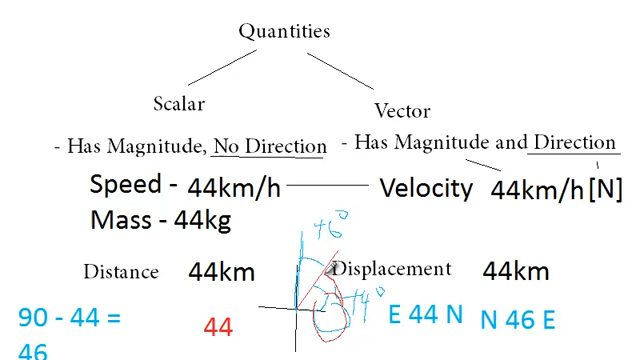 Quantities
Scalar
Vector
- Has Magnitude, No Direction
- Has Magnitude and Direction
Speed - 44km/h
Velocity 44km/h [N]
Mass - 44kg
46°
Distance 44km
Displacement 44km
44°
90 - 44 =
46
44
E 44 N
N 46 E